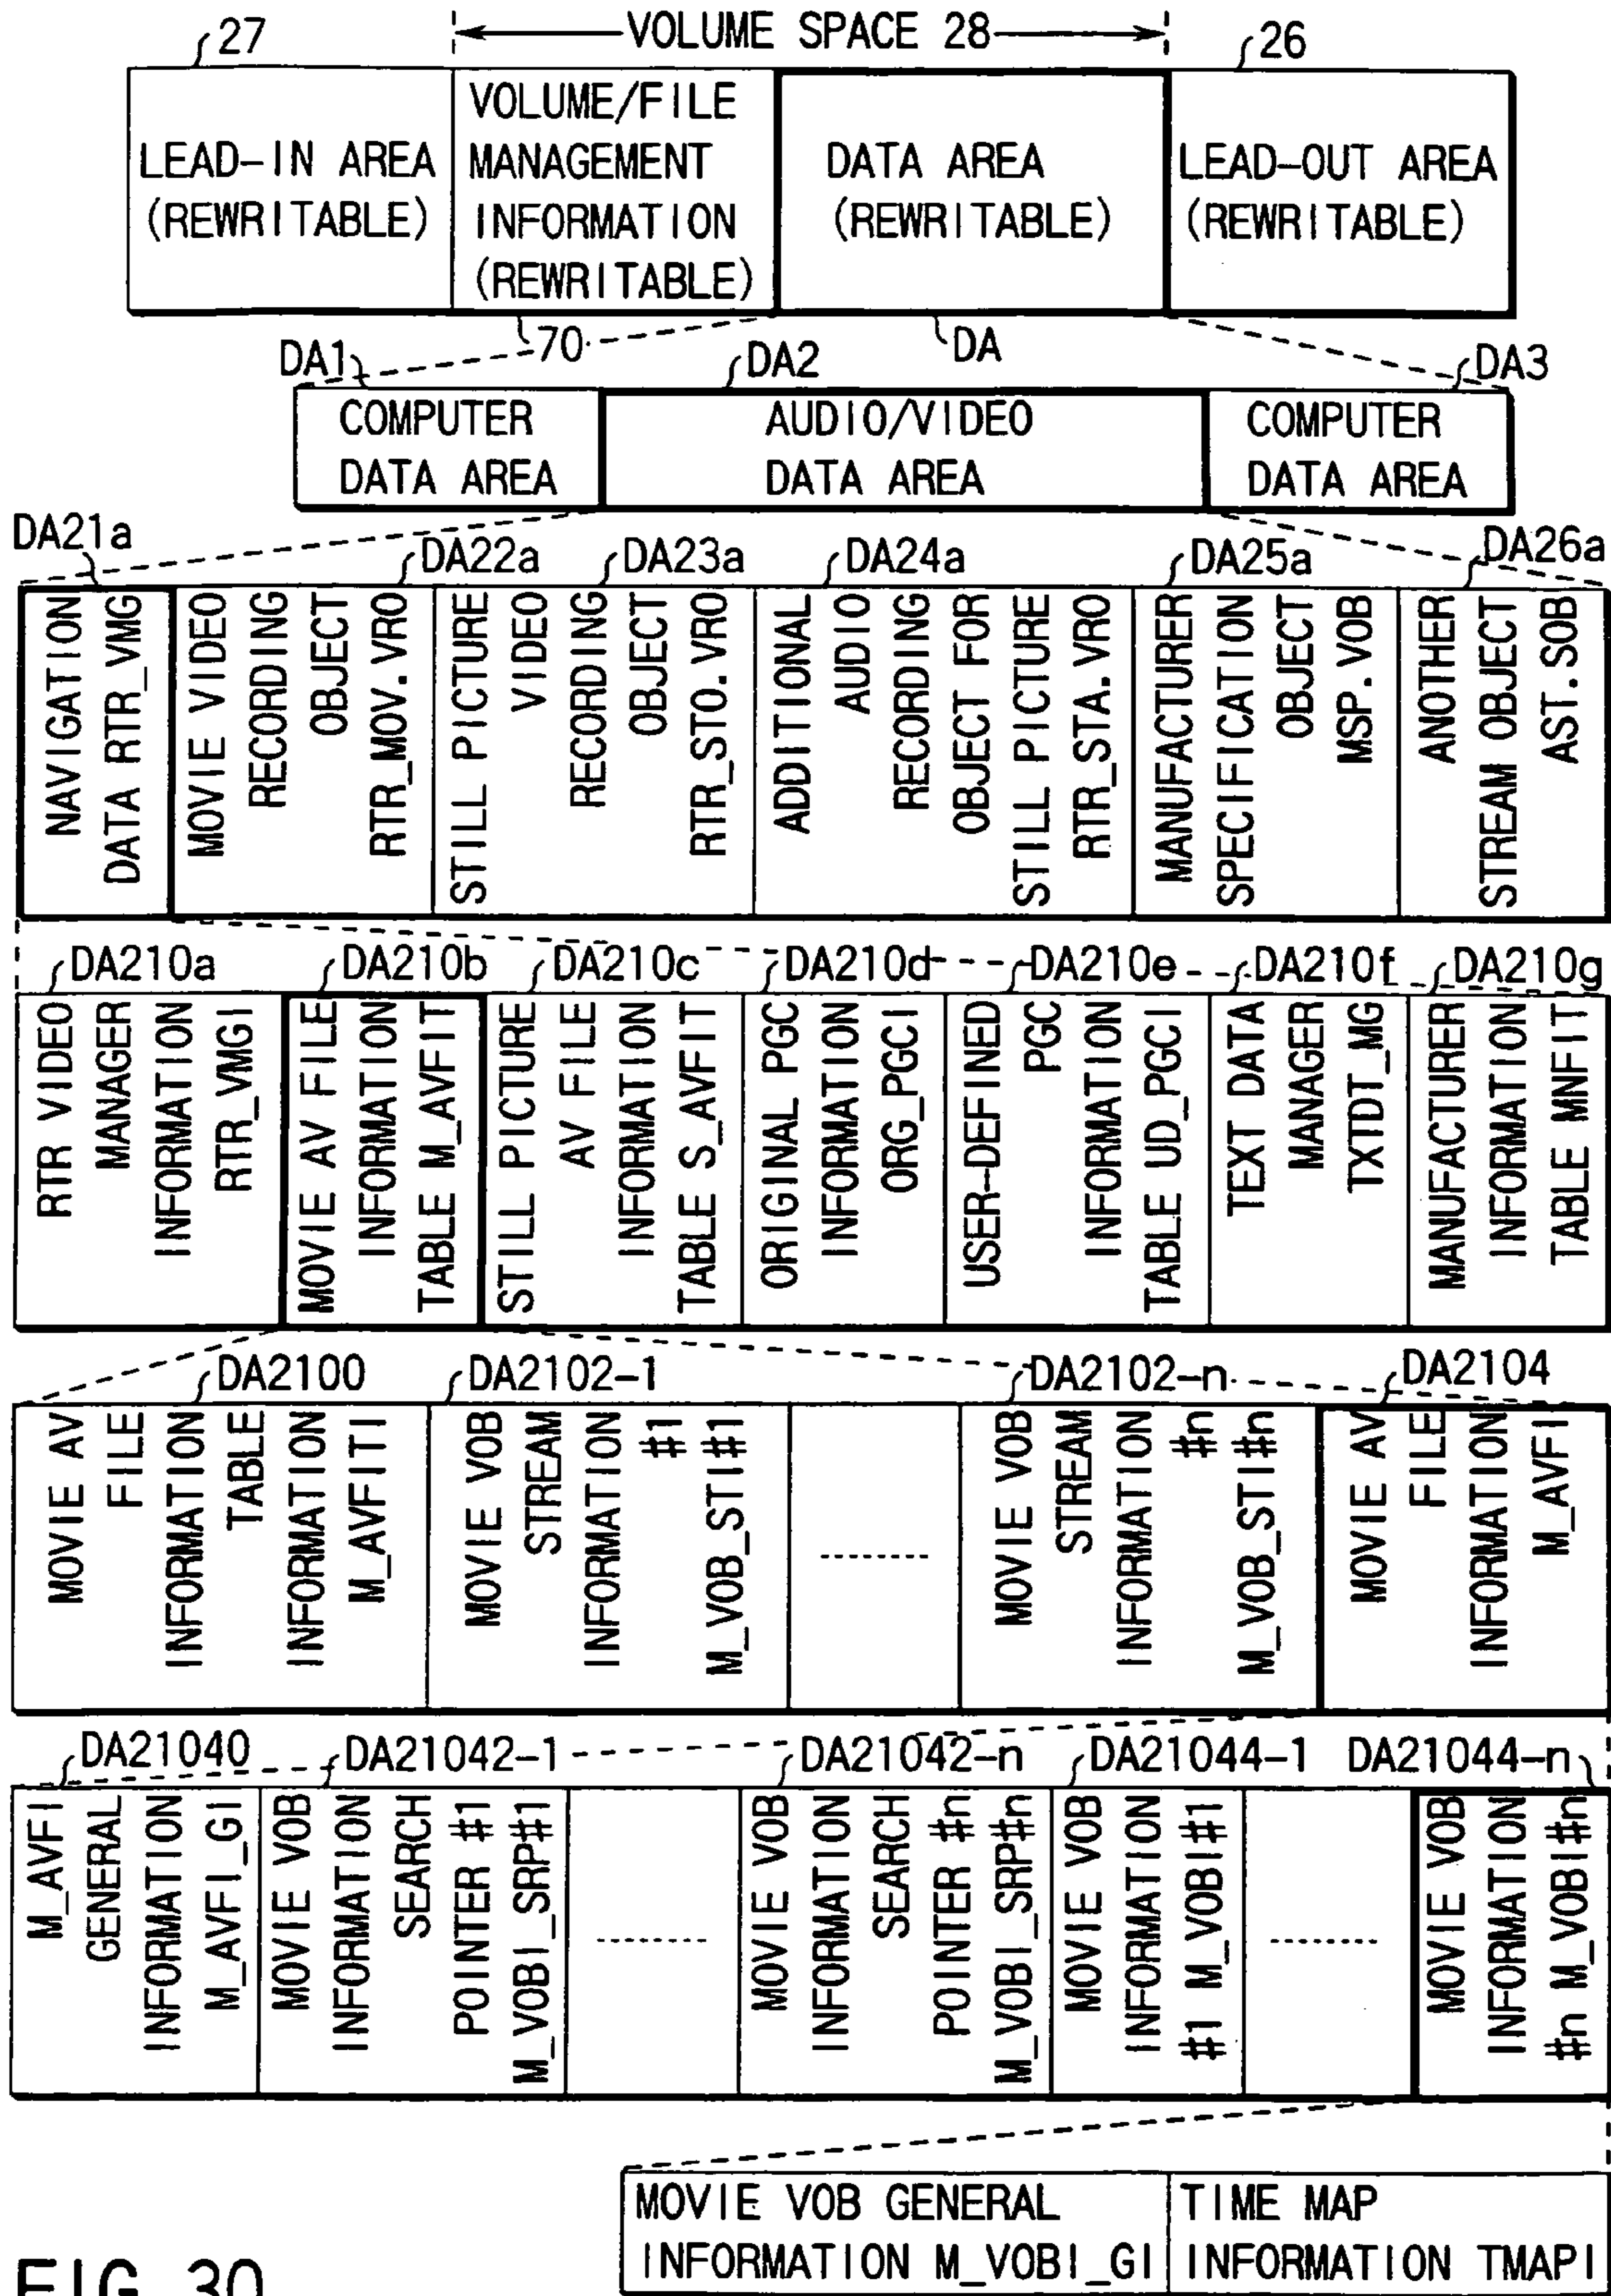 VOLUME SPACE 28
27
26
LEAD-IN AREA
(REWRITABLE)
VOLUME/FILE
MANAGEMENT
INFORMATION
(REWRITABLE)
DATA AREA
(REWRITABLE)
LEAD-OUT AREA
(REWRITABLE)
70
DA
DA1
DA2
DA3
COMPUTER
DATA AREA
AUDIO/VIDEO
DATA AREA
COMPUTER
DATA AREA
DA21a
DA22a
DA23a
DA24a
DA25a
DA26a
NAVIGATION
DATA RTR_VMG
MOVIE VIDEO
RECORDING
OBJECT
RTR_MOV.VRO
STILL PICTURE
VIDEO
RECORDING
OBJECT
RTR_STO.VRO
ADDITIONAL
AUDIO
RECORDING
OBJECT FOR
STILL PICTURE
RTR_STA.VRO
MANUFACTURER
SPECIFICATION
OBJECT
MSP.VOB
ANOTHER
STREAM OBJECT
AST.SOB
DA210a
DA210b
DA210c
DA210d
DA210e
DA210f
DA210g
RTR VIDEO
MANAGER
INFORMATION
RTR_VMGI
MOVIE AV FILE
INFORMATION
TABLE M_AVFIT
STILL PICTURE
AV FILE
INFORMATION
TABLE S_AVFIT
ORIGINAL PGC
INFORMATION
ORG_PGCI
USER-DEFINED
PGC
INFORMATION
TABLE UD_PGCI
TEXT DATA
MANAGER
TXTDT_MG
MANUFACTURER
INFORMATION
TABLE MNFIT
DA2100
DA2102-1
DA2102-n
DA2104
MOVIE AV
FILE
INFORMATION
TABLE
INFORMATION
M_AVFITI
MOVIE VOB
STREAM
INFORMATION
#1
M_VOB_STI#1
MOVIE VOB
STREAM
INFORMATION
#n
M_VOB_STI#n
MOVIE AV
FILE
INFORMATION
M_AVFI
DA21040
DA21042-1
DA21042-n
DA21044-1
DA21044-n
M_AVFI
GENERAL
INFORMATION
M_AVFI_GI
MOVIE VOB
INFORMATION
SEARCH
POINTER #1
M_VOBI_SRP#1
MOVIE VOB
INFORMATION
SEARCH
POINTER #n
M_VOBI_SRP#n
MOVIE VOB
INFORMATION
#1 M_VOBI#1
MOVIE VOB
INFORMATION
#n M_VOBI#n
MOVIE VOB GENERAL
INFORMATION M_VOBI_GI
TIME MAP
INFORMATION TMAPI
FIG. 30